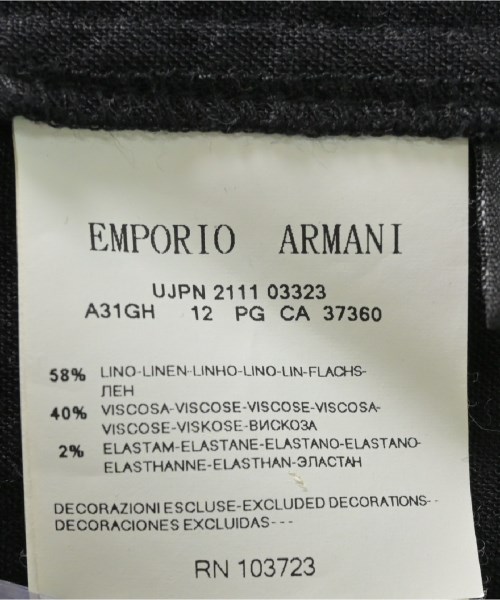 EMPORIO ARMANI
UJPN 2111 03323
A31GH 12 PG CA 37360
58% LINO-LINEN-LINHO-LINO-LIN-FLACHS-
ЛЕН
40% VISCOSA-VISCOSE-VISCOSE-VISCOSA-
VISCOSE-VISKOSE-ВИСКОЗА
2% ELASTAM-ELASTANE-ELASTANO-ELASTANO-
ELASTHANNE-ELASTHAN-ЭЛАСТАН
DECORAZIONI ESCLUSE-EXCLUDED DECORATIONS--
DECORACIONES EXCLUIDAS---
RN 103723